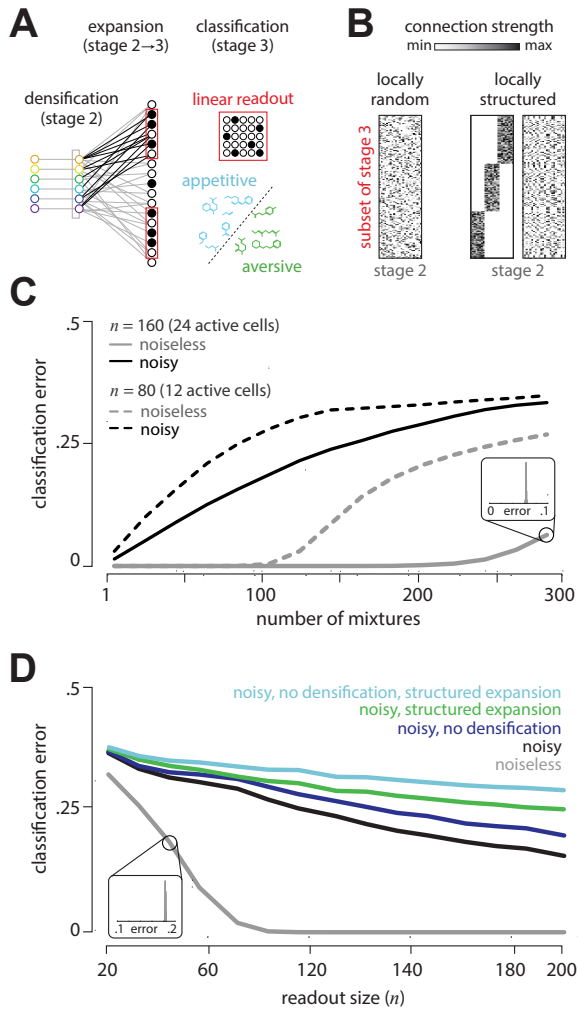 A
expansion
(stage 2→3)
classification
(stage 3)
densification
(stage 2)
linear readout
appetitive
aversive
B
connection strength
min
max
locally
random
locally
structured
subset of stage 3
stage 2
stage 2
C
classification error
.5
.25
0
n = 160 (24 active cells)
noiseless
noisy
n = 80 (12 active cells)
noiseless
noisy
0 error .1
1
100
200
300
number of mixtures
D
classification error
.5
.25
0
noisy, no densification, structured expansion
noisy, structured expansion
noisy, no densification
noisy
noiseless
.1 error .2
20
60
120
140
180
200
readout size (n)